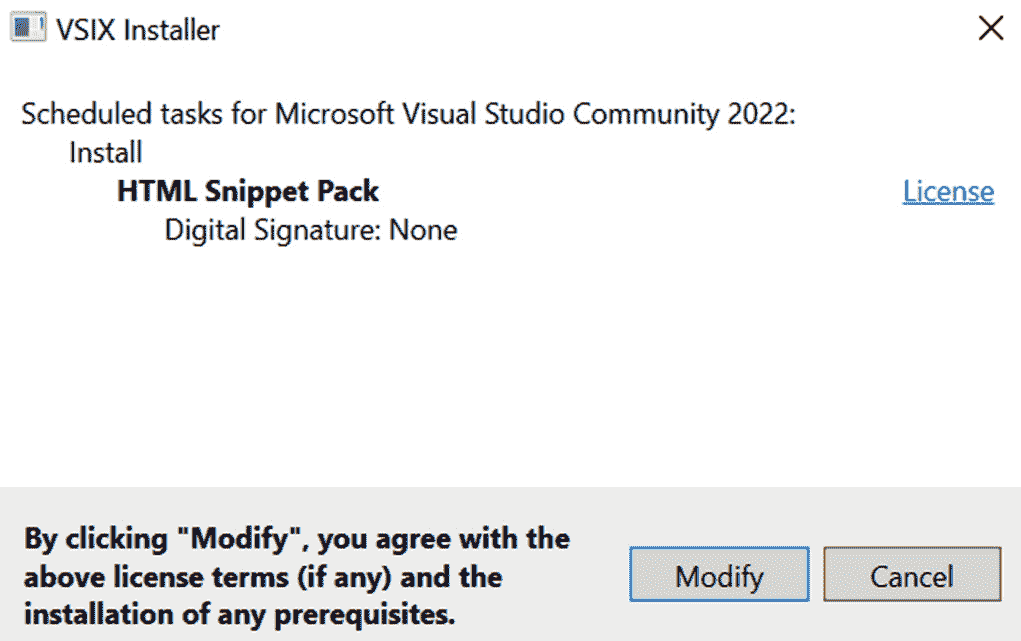 VSIX Installer
Scheduled tasks for Microsoft Visual Studio Community 2022:
Install
HTML Snippet Pack
License
Digital Signature: None
By clicking "Modify", you agree with the
above license terms (if any) and the
installation of any prerequisites.
Modify
Cancel